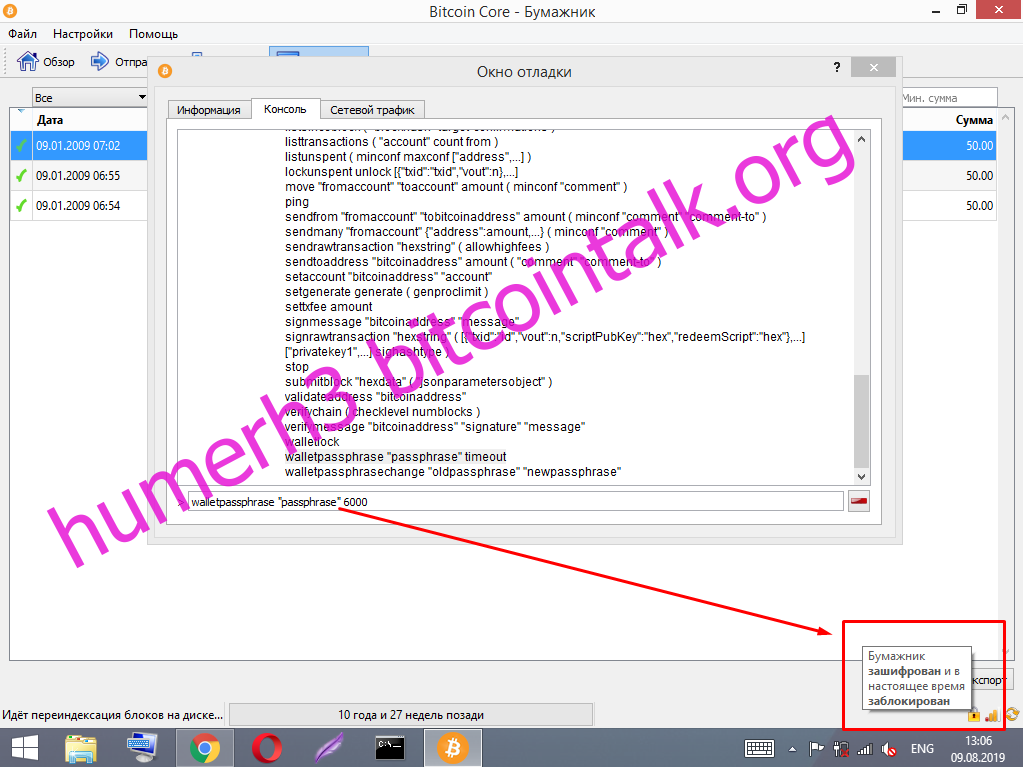 Bitcoin Core - Бумажник
Файл Настройки Помощь
Обзор
Окно отладки
?
Все
Информация Консоль Сетевой трафик
Мин. сумма
Дата Сумма
09.01.2009 07:02 50.00
09.01.2009 06:55 50.00
09.01.2009 06:54 50.00
listtransactions ( "account" count from )
listunspent ( minconf maxconf ["address",...] )
lockunspent unlock [{"txid":"txid","vout":n},...]
move "fromaccount" "toaccount" amount ( minconf "comment" )
ping
sendfrom "fromaccount" "tobitcoinaddress" amount ( minconf "comment" "comment-to" )
sendmany "fromaccount" {"address":amount,...} ( minconf "comment" )
sendrawtransaction "hexstring" ( allowhighfees )
sendtoaddress "bitcoinaddress" amount ( "comment" "comment-to" )
setaccount "bitcoinaddress" "account"
setgenerate generate ( genproclimit )
settxfee amount
signmessage "bitcoinaddress" "message"
signrawtransaction "hexstring" ( [{"txid":"id","vout":n,"scriptPubKey":"hex","redeemScript":"hex"},...]
["privatekey1",...] sighashtype )
stop
submitblock "hexdata" ( "jsonparametersobject" )
validateaddress "bitcoinaddress"
verifychain ( checklevel numblocks )
verifymessage "bitcoinaddress" "signature" "message"
walletlock
walletpassphrase "passphrase" timeout
walletpassphrasechange "oldpassphrase" "newpassphrase"
> walletpassphrase "passphrase" 6000
humerh3 bitcointalk.org
Бумажник
зашифрован и в
настоящее время
заблокирован
Идёт переиндексация блоков на диске... 10 года и 27 недель позади
C:\_
ENG
13:06
09.08.2019